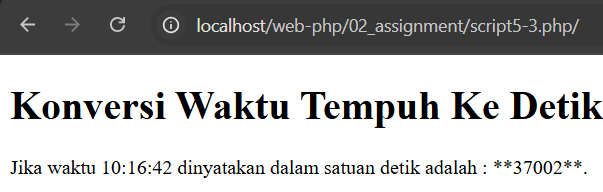 localhost/web-php/02_assignment/script5-3.php/
Konversi Waktu Tempuh Ke Detik
Jika waktu 10:16:42 dinyatakan dalam satuan detik adalah : **37002**.